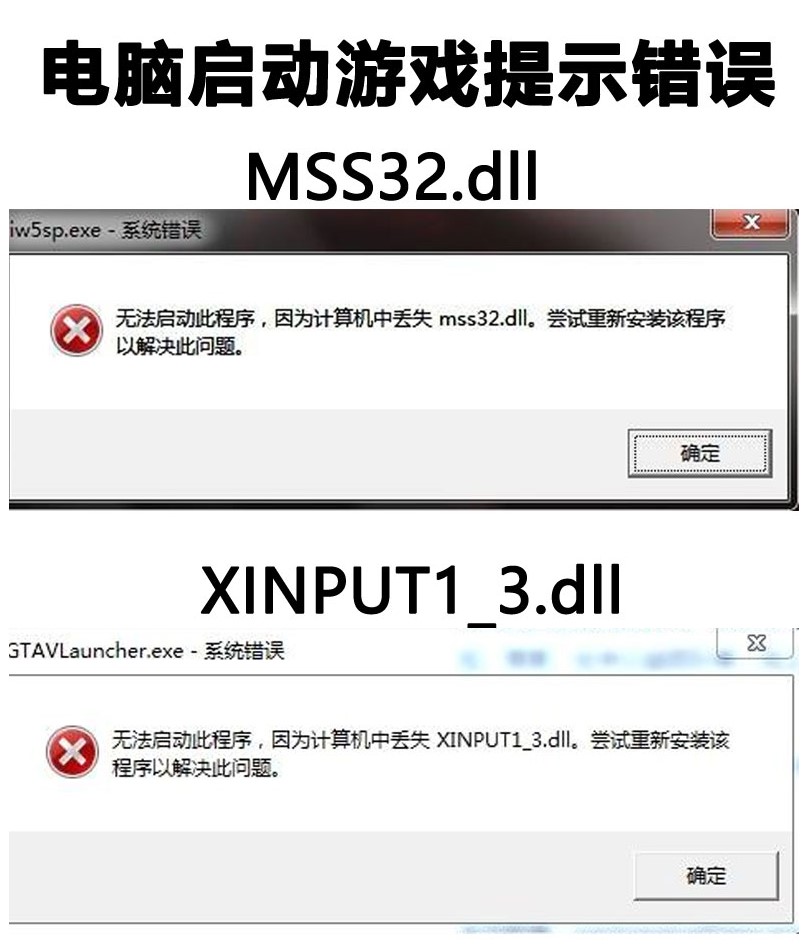 电脑启动游戏提示错误
MSS32.dll
iw5sp.exe - 系统错误
无法启动此程序，因为计算机中丢失 mss32.dll。尝试重新安装该程序
以解决此问题。
确定
XINPUT1_3.dll
GTAVLauncher.exe - 系统错误
无法启动此程序，因为计算机中丢失 XINPUT1_3.dll。尝试重新安装该
程序以解决此问题。
确定